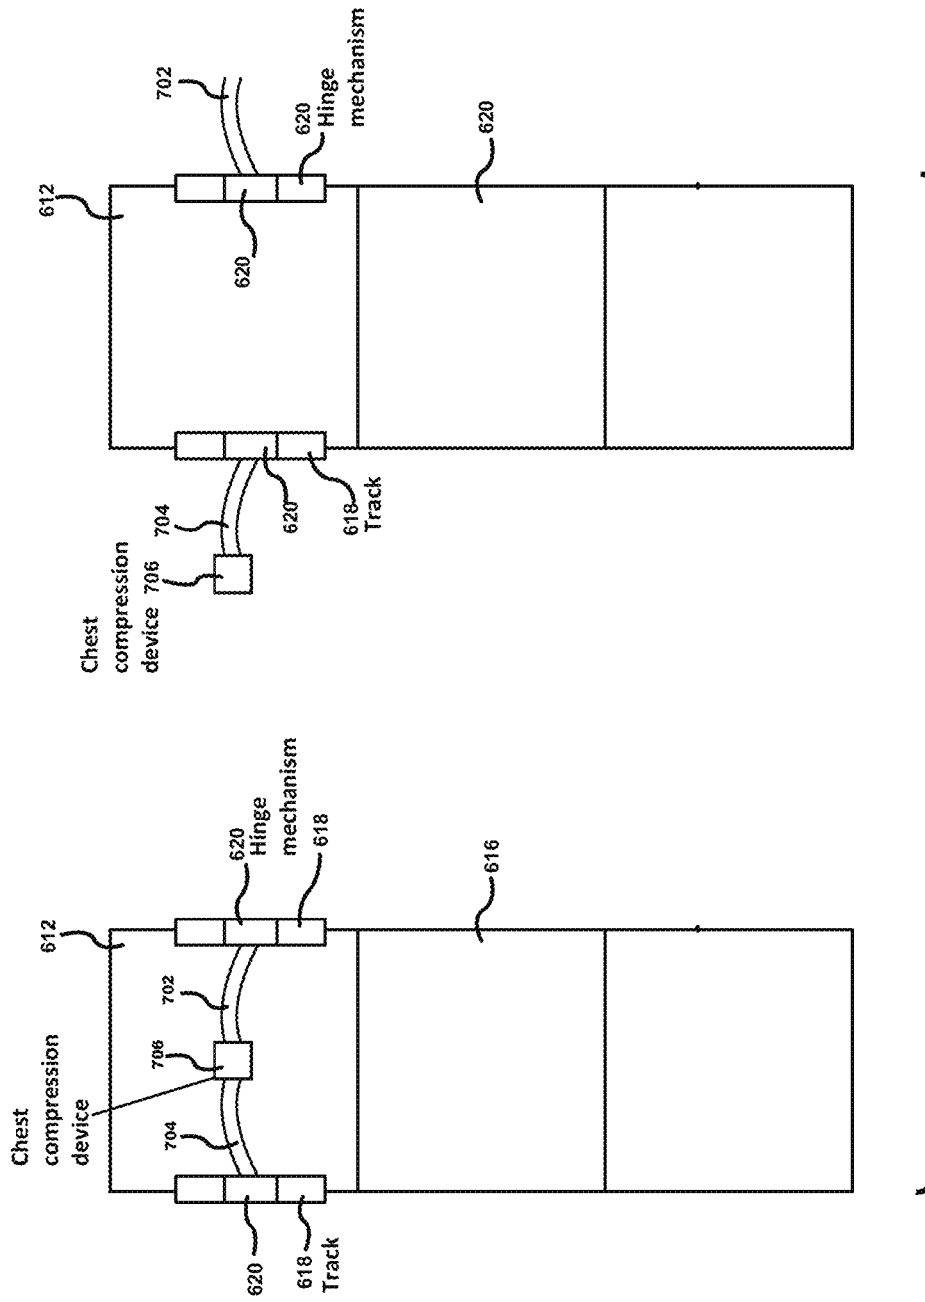 Chest
compression
device
612
704
706
702
620
618
Track
620
Hinge
mechanism
618
616
Chest
compression
device 706
612
704
702
620
620
618
Track
620
Hinge
mechanism
620